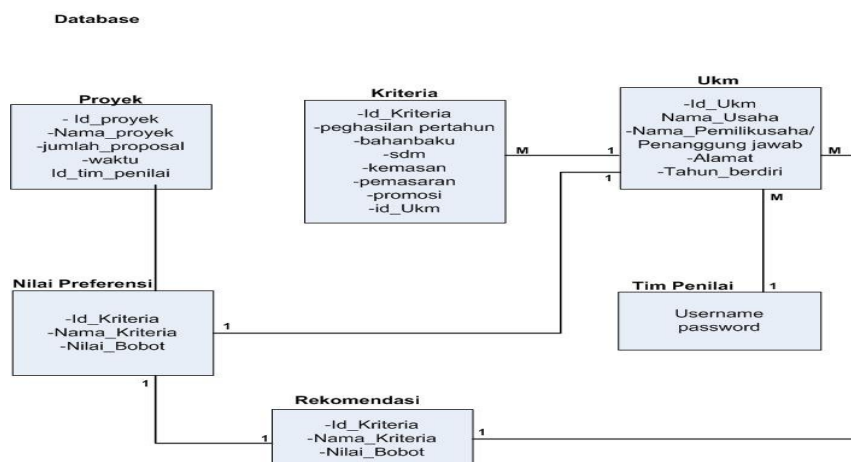 Database
Proyek
- Id_proyek
-Nama_proyek
-jumlah_proposal
-waktu
Id_tim_penilai
Kriteria
-Id_Kriteria
-peghasilan pertahun
-bahanbaku
-sdm
-kemasan
-pemasaran
-promosi
-id_Ukm
M
1
1
Ukm
-Id_Ukm
Nama_Usaha
-Nama_Pemilikusaha/
Penanggung jawab
-Alamat
-Tahun_berdiri
M
M
1
Tim Penilai
Username
password
Nilai Preferensi
-Id_Kriteria
-Nama_Kriteria
-Nilai_Bobot
1
1
1
Rekomendasi
-Id_Kriteria
-Nama_Kriteria
-Nilai_Bobot
1